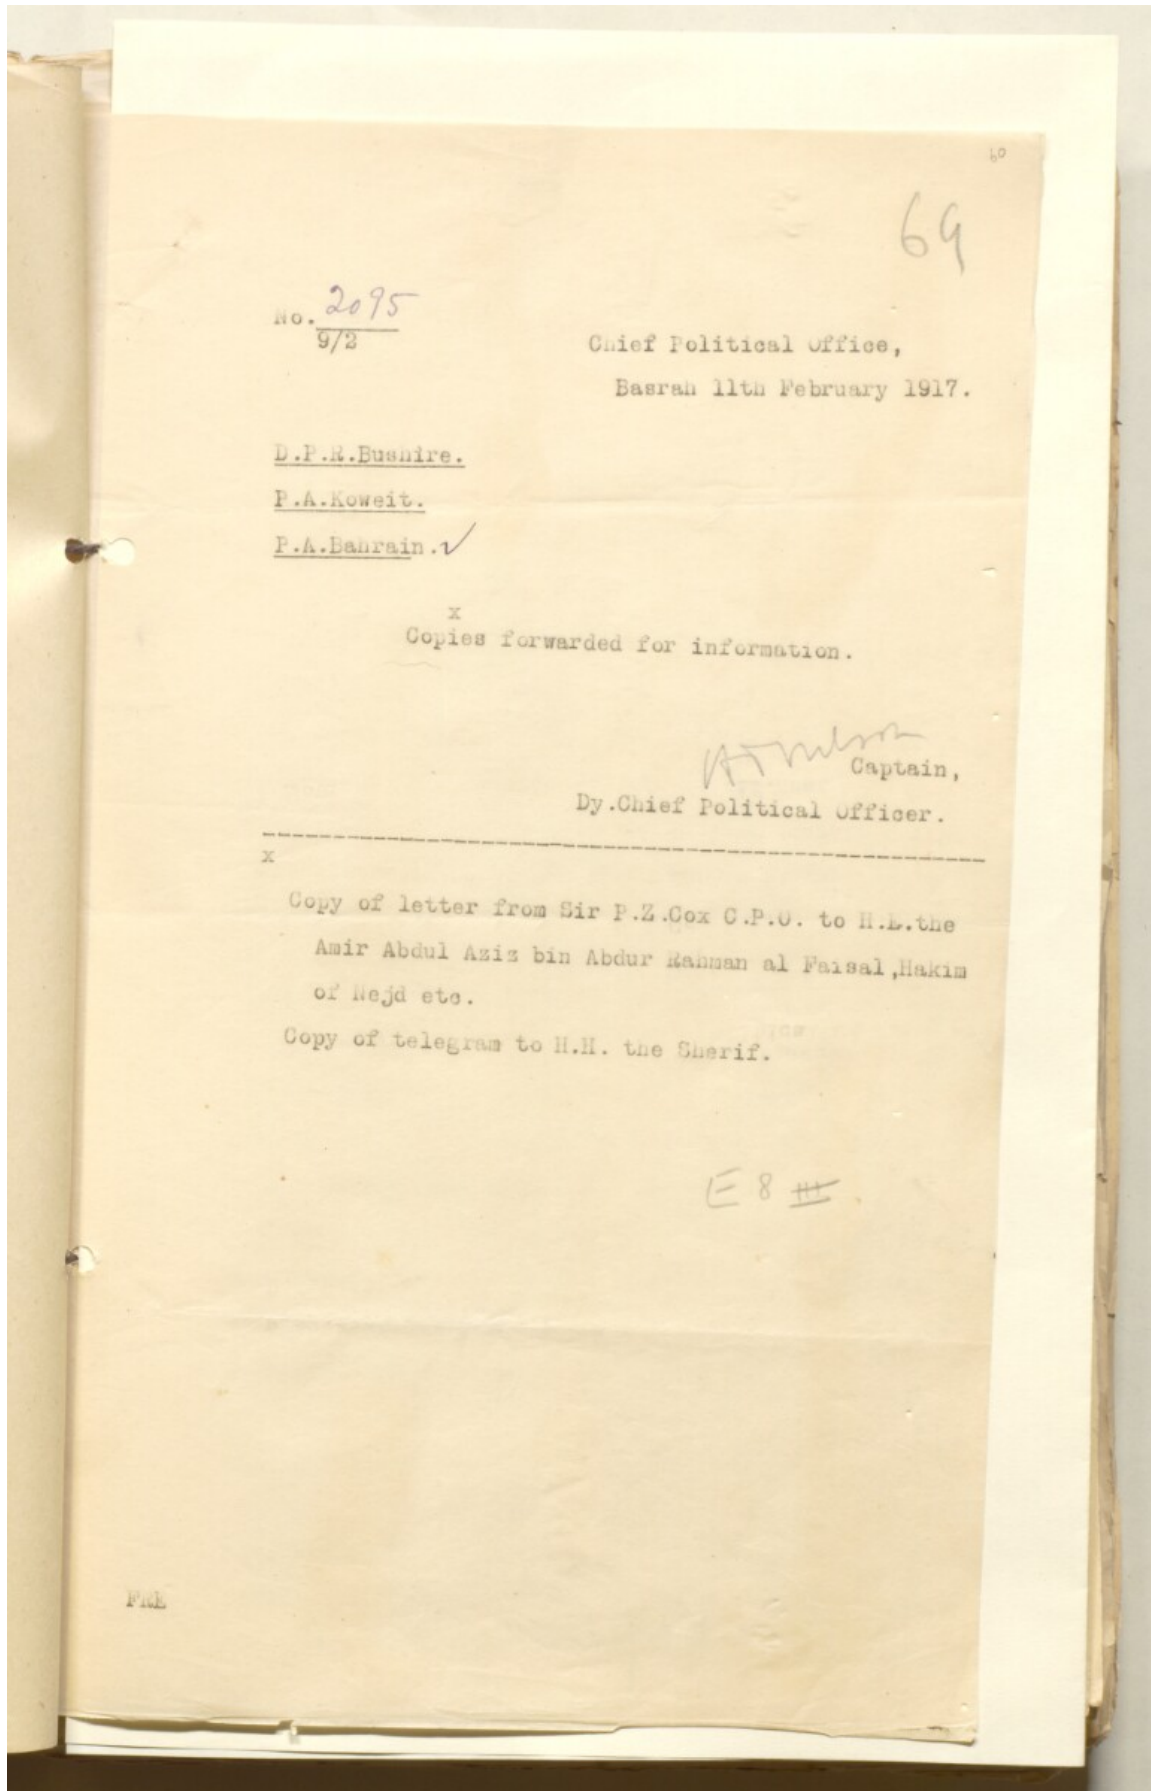 60
69
No. 2095
9/2
Chief Political Office,
Basrah 11th February 1917.
D.P.R.Bushire.
P.A.Koweit.
P.A.Bahrain.✓
x
Copies forwarded for information.
Captain,
Dy.Chief Political Officer.
x
Copy of letter from Sir P.Z.Cox C.P.O. to H.E.the
Amir Abdul Aziz bin Abdur Rahman al Faisal,Hakim
of Nejd etc.
Copy of telegram to H.H. the Sherif.
E 8 III
FRE